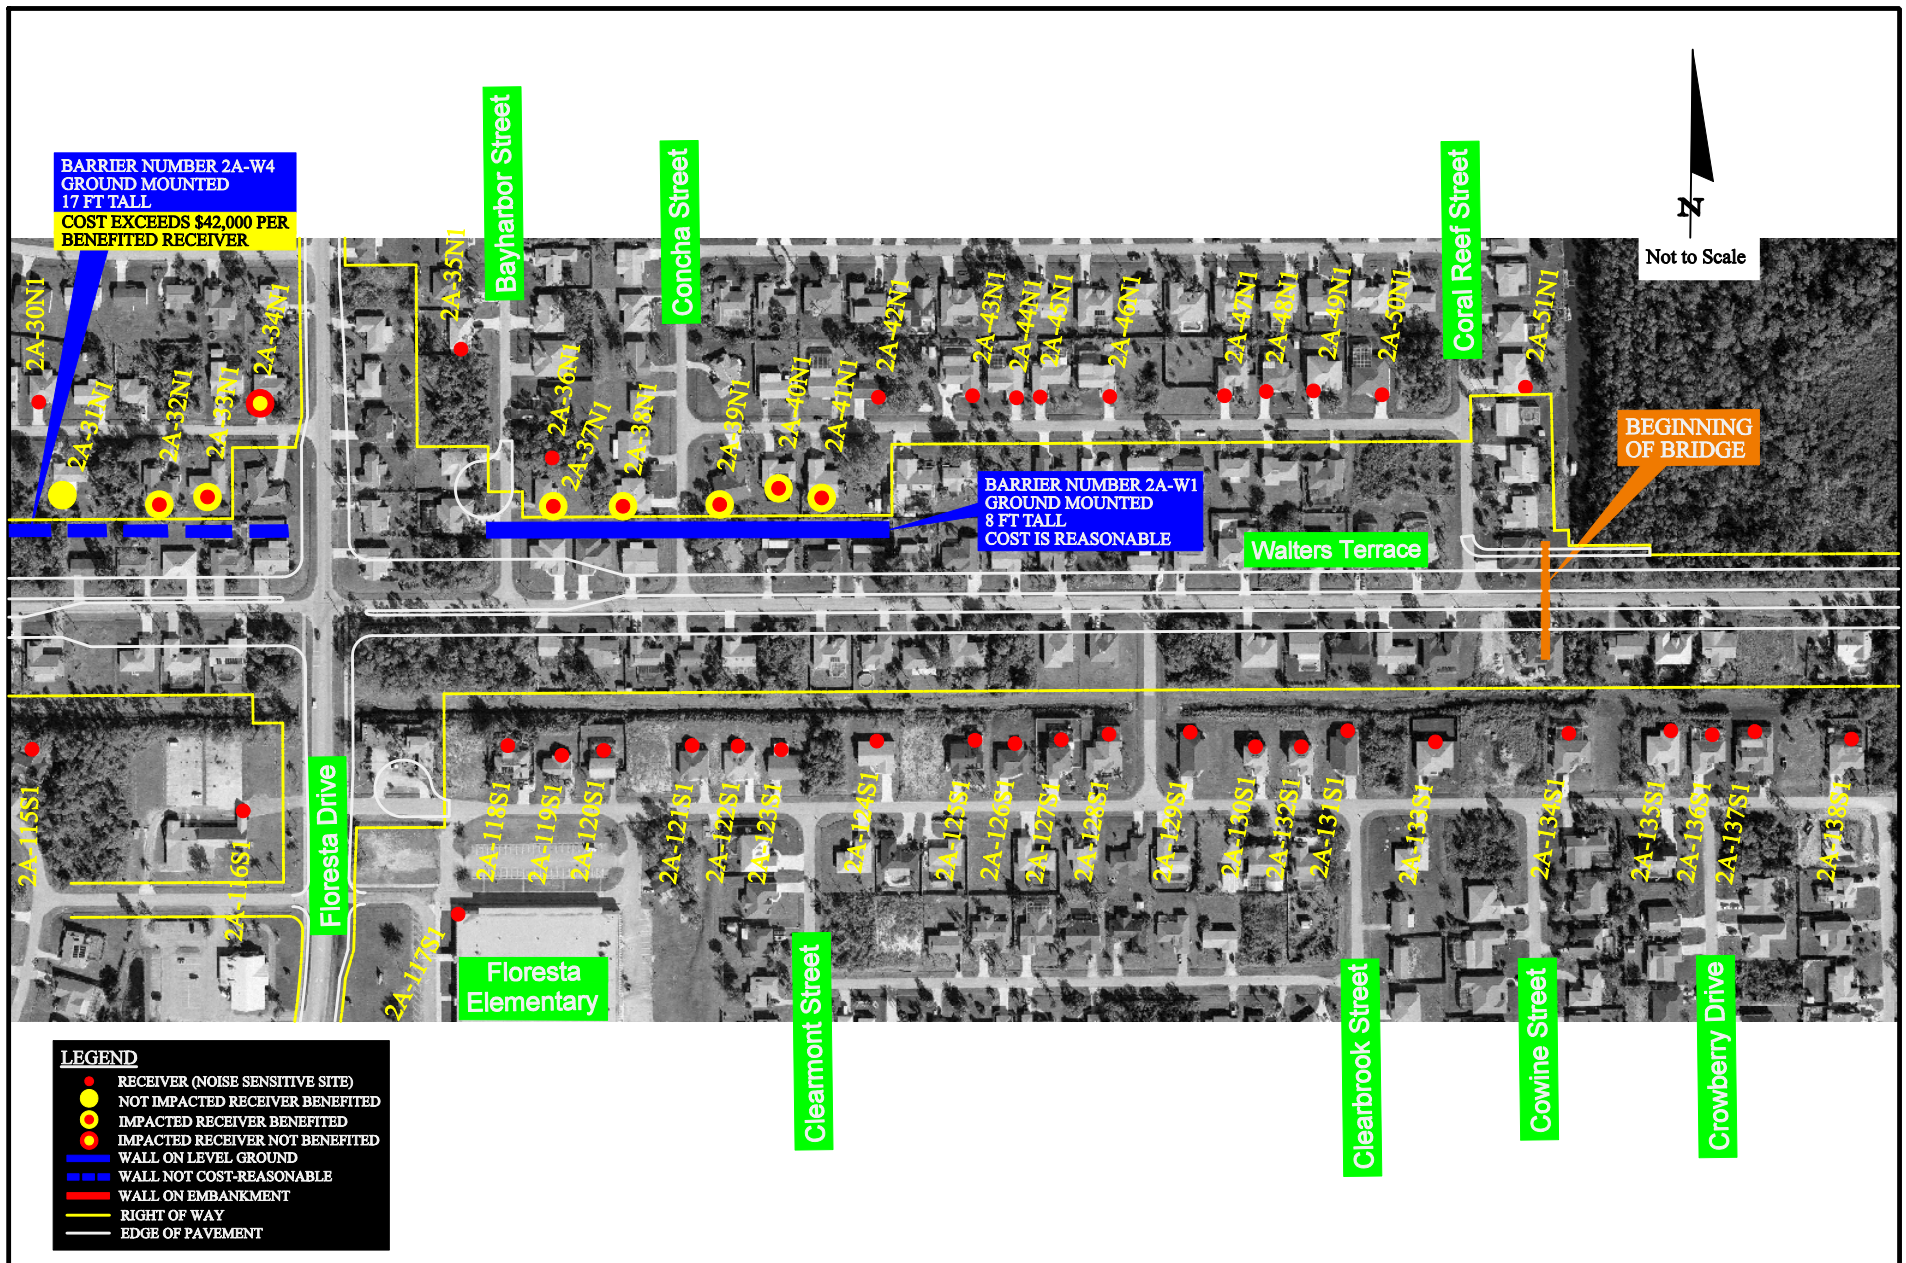 BARRIER NUMBER 2A-W4
GROUND MOUNTED
17 FT TALL
COST EXCEEDS $42,000 PER
BENEFITED RECEIVER
Bayharbor Street
Concha Street
Coral Reef Street
N
Not to Scale
2A-30N1
2A-31N1
2A-32N1
2A-33N1
2A-34N1
2A-35N1
2A-36N1
2A-37N1
2A-38N1
2A-39N1
2A-40N1
2A-41N1
2A-42N1
2A-43N1
2A-44N1
2A-45N1
2A-46N1
2A-47N1
2A-48N1
2A-49N1
2A-50N1
2A-51N1
BEGINNING
OF BRIDGE
BARRIER NUMBER 2A-W1
GROUND MOUNTED
8 FT TALL
COST IS REASONABLE
Walters Terrace
2A-115S1
2A-116S1
Floresta Drive
2A-117S1
2A-118S1
2A-119S1
2A-120S1
2A-121S1
2A-122S1
2A-123S1
2A-124S1
2A-125S1
2A-126S1
2A-127S1
2A-128S1
2A-129S1
2A-130S1
2A-132S1
2A-131S1
2A-133S1
2A-134S1
2A-135S1
2A-136S1
2A-137S1
2A-138S1
Floresta
Elementary
Clearmont Street
Clearbrook Street
Cowine Street
Crowberry Drive
LEGEND
RECEIVER (NOISE SENSITIVE SITE)
NOT IMPACTED RECEIVER BENEFITED
IMPACTED RECEIVER BENEFITED
IMPACTED RECEIVER NOT BENEFITED
WALL ON LEVEL GROUND
WALL NOT COST-REASONABLE
WALL ON EMBANKMENT
RIGHT OF WAY
EDGE OF PAVEMENT